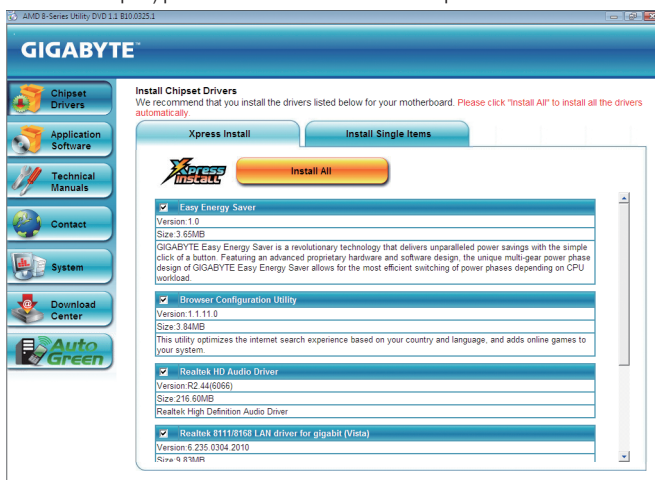 AMD 8-Series Utility DVD 1.1 B10.0325.1
GIGABYTE™
Chipset
Drivers
Application
Software
Technical
Manuals
Contact
System
Download
Center
Auto
Green
Install Chipset Drivers
We recommend that you install the drivers listed below for your motherboard. Please click "Install All" to install all the drivers
automatically.
Xpress Install
Install Single Items
Xpress
Install
Install All
Easy Energy Saver
Version:1.0
Size:3.65MB
GIGABYTE Easy Energy Saver is a revolutionary technology that delivers unparalleled power savings with the simple
click of a button. Featuring an advanced proprietary hardware and software design, the unique multi-gear power phase
design of GIGABYTE Easy Energy Saver allows for the most efficient switching of power phases depending on CPU
workload.
Browser Configuration Utility
Version:1.1.11.0
Size:3.84MB
This utility optimizes the internet search experience based on your country and language, and adds online games to
your system.
Realtek HD Audio Driver
Version:R2.44(6066)
Size:216.60MB
Realtek High Definition Audio Driver
Realtek 8111/8168 LAN driver for gigabit (Vista)
Version:6.235.0304.2010
Size:9.83MB